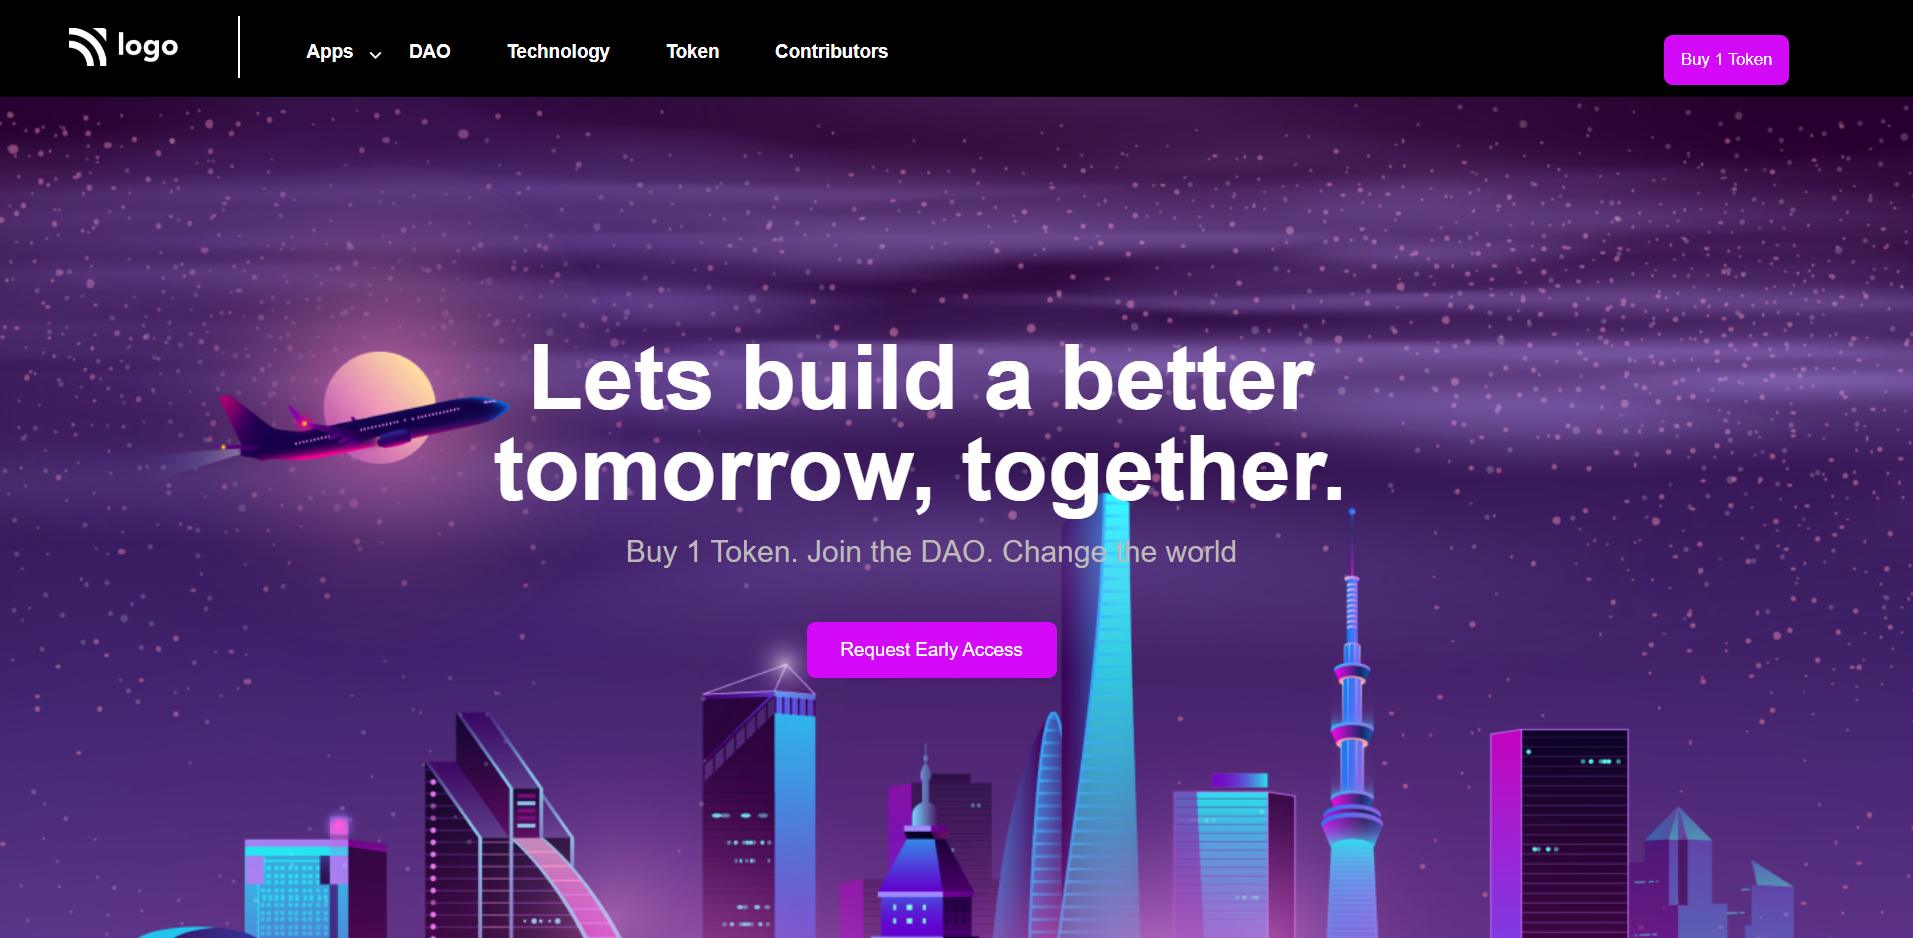 logo
Apps
DAO
Technology
Token
Contributors
Buy 1 Token
Lets build a better
tomorrow, together.
Buy 1 Token. Join the DAO. Change the world
Request Early Access